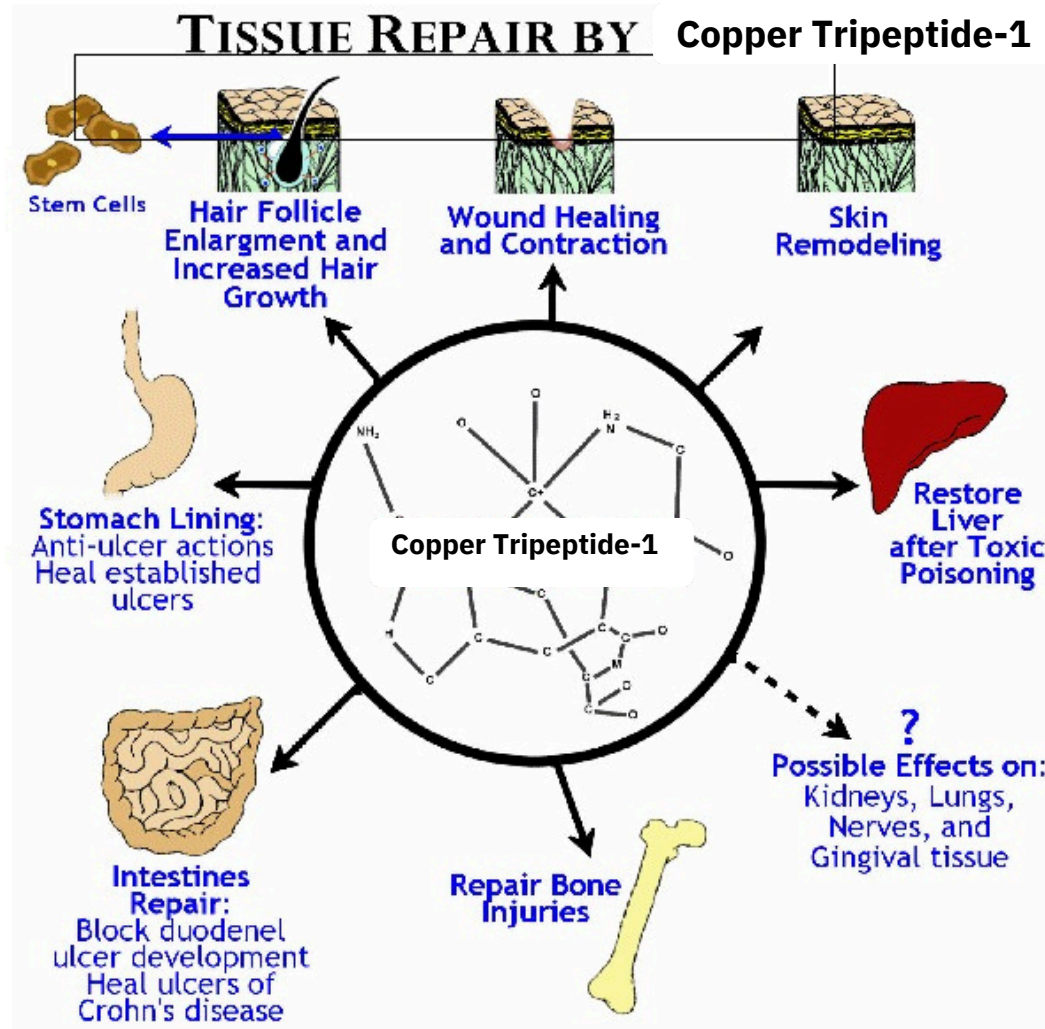 TISSUE REPAIR BY Copper Tripeptide-1
Stem Cells
Hair Follicle
Enlargment and
Increased Hair
Growth
Wound Healing
and Contraction
Skin
Remodeling
Stomach Lining:
Anti-ulcer actions
Heal established
ulcers
Restore
Liver
after Toxic
Poisoning
NH₂
O
O
H₂
N
C
C+
O
Copper Tripeptide-1
C
H
C
C
C
C
O
C
N
C
O
C
O
C
?
Possible Effects on:
Kidneys, Lungs,
Nerves, and
Gingival tissue
Intestines
Repair:
Block duodenel
ulcer development
Heal ulcers of
Crohn's disease
Repair Bone
Injuries